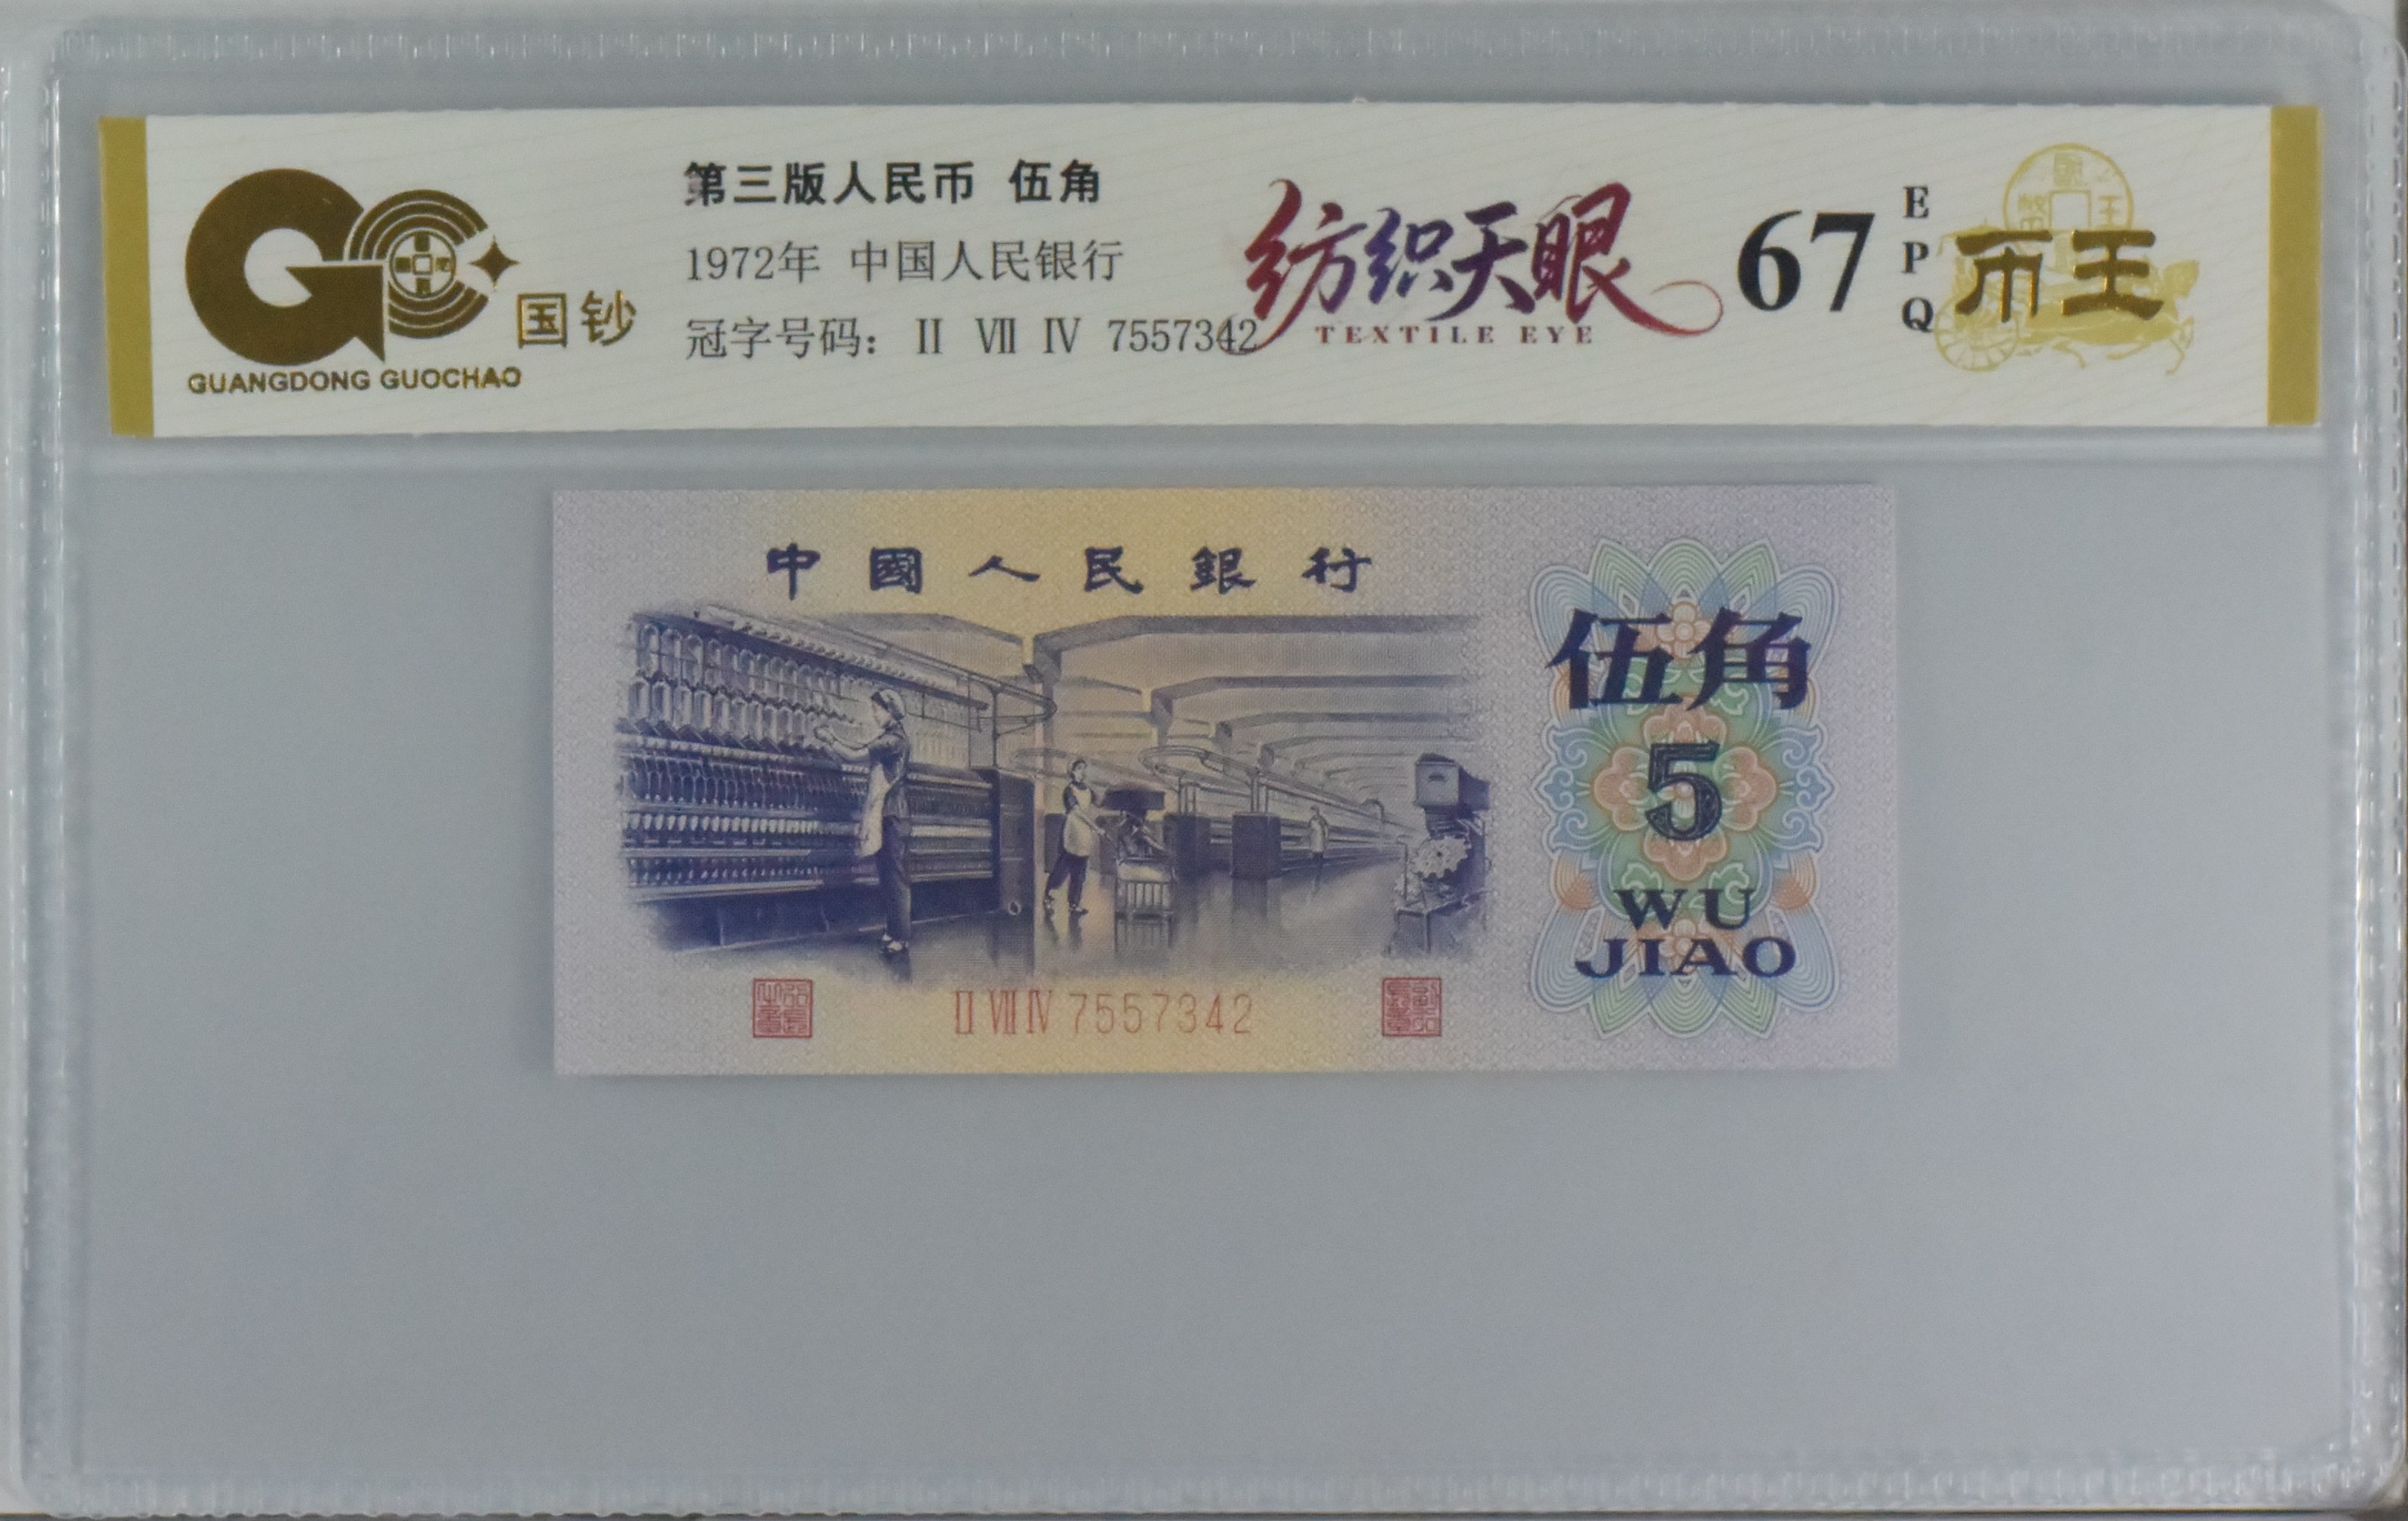 国钞
GUANGDONG GUOCHAO
第三版人民币 伍角
1972年 中国人民银行
冠字号码: II VII IV 7557342
纺织天眼
TEXTILE EYE
67
EPQ
币王
中國人民銀行
伍角
5
WU
JIAO
II VII IV 7557342